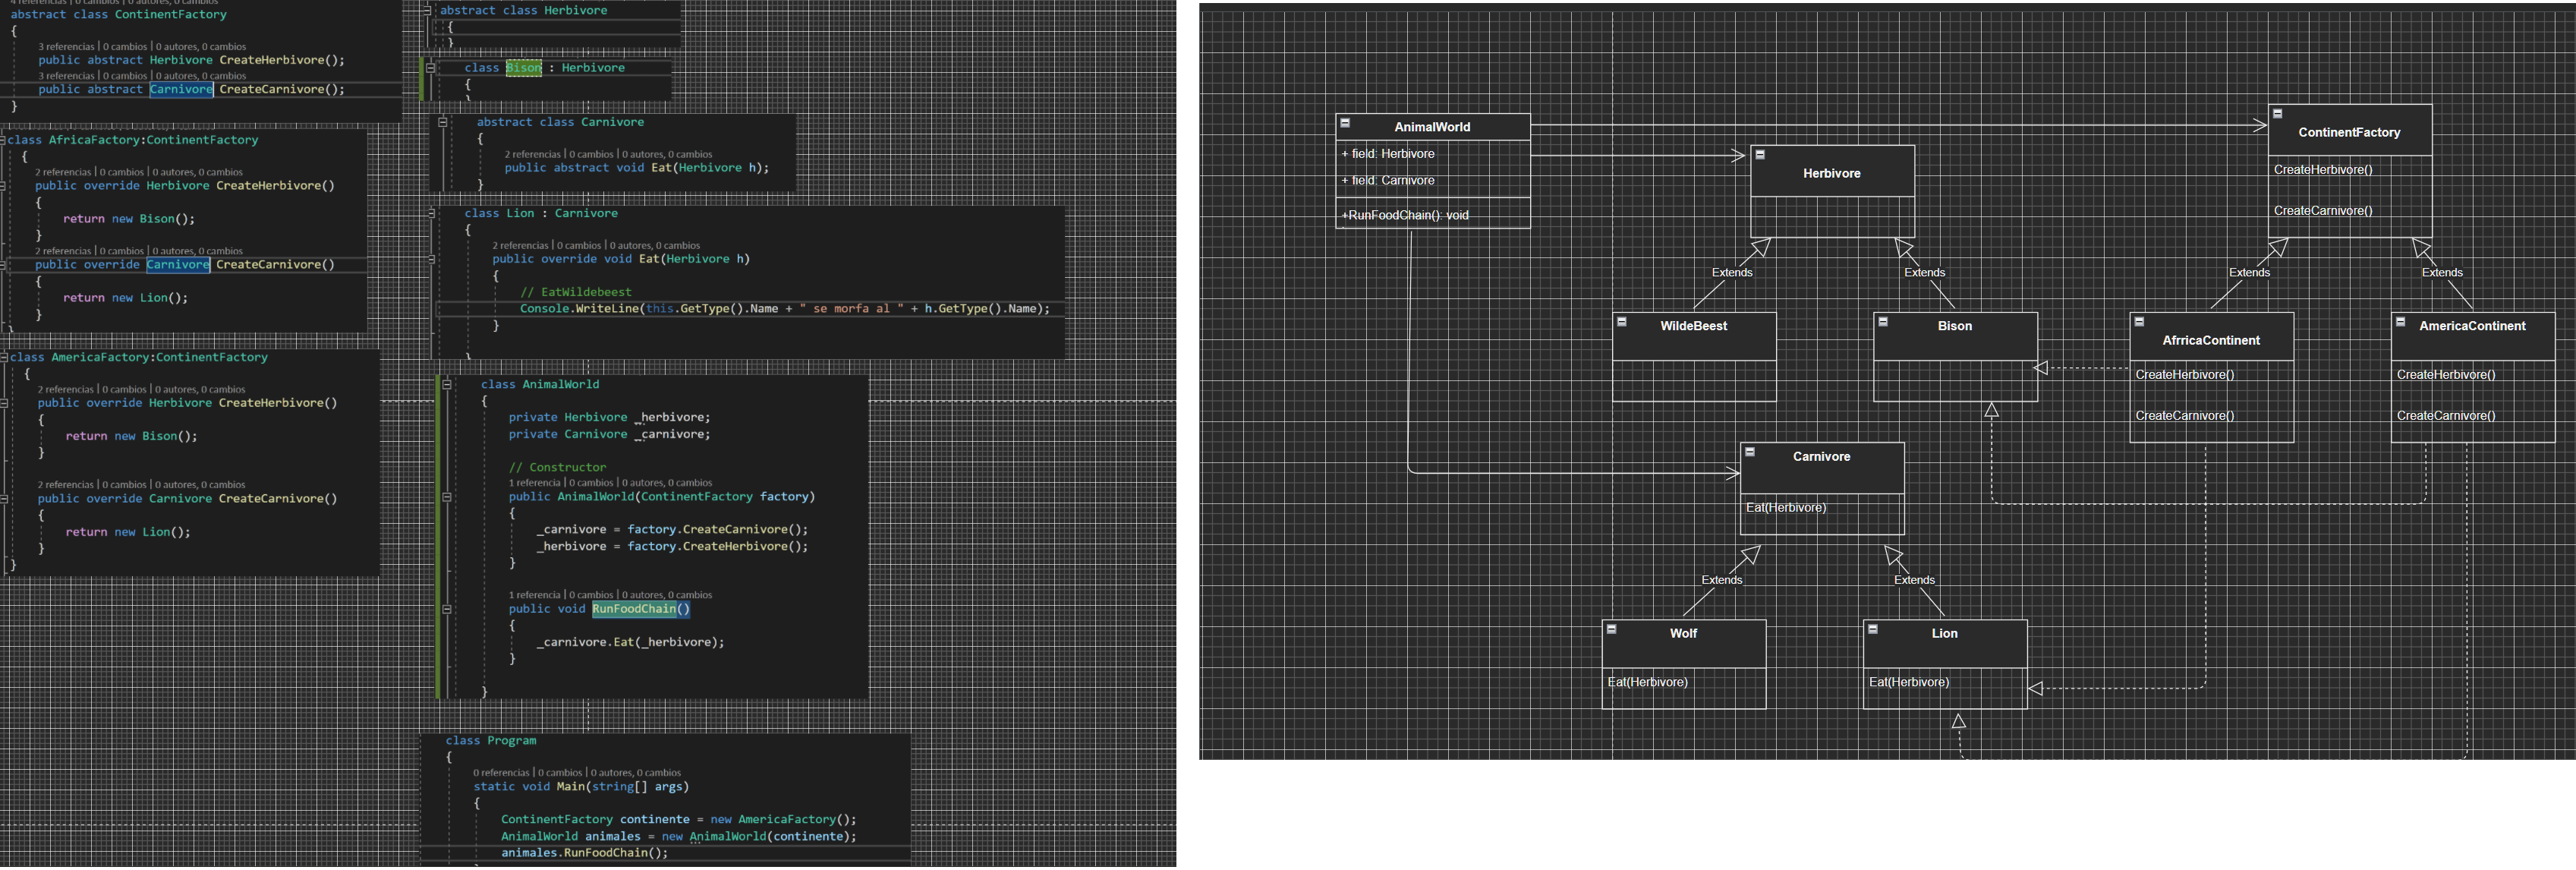 4 referencias | 0 cambios | 0 autores, 0 cambios
abstract class ContinentFactory
{
3 referencias | 0 cambios | 0 autores, 0 cambios
public abstract Herbivore CreateHerbivore();
3 referencias | 0 cambios | 0 autores, 0 cambios
public abstract Carnivore CreateCarnivore();
}
class AfricaFactory:ContinentFactory
{
2 referencias | 0 cambios | 0 autores, 0 cambios
public override Herbivore CreateHerbivore()
{
return new Bison();
}
2 referencias | 0 cambios | 0 autores, 0 cambios
public override Carnivore CreateCarnivore()
{
return new Lion();
}
}
class AmericaFactory:ContinentFactory
{
2 referencias | 0 cambios | 0 autores, 0 cambios
public override Herbivore CreateHerbivore()
{
return new Bison();
}
2 referencias | 0 cambios | 0 autores, 0 cambios
public override Carnivore CreateCarnivore()
{
return new Lion();
}
}
abstract class Herbivore
{
}
class Bison : Herbivore
{
{
abstract class Carnivore
{
2 referencias | 0 cambios | 0 autores, 0 cambios
public abstract void Eat(Herbivore h);
}
class Lion : Carnivore
{
2 referencias | 0 cambios | 0 autores, 0 cambios
public override void Eat(Herbivore h)
{
// EatWildebeest
Console.WriteLine(this.GetType().Name + " se morfa al " + h.GetType().Name);
}
}
class AnimalWorld
{
private Herbivore _herbivore;
private Carnivore _carnivore;
// Constructor
1 referencia | 0 cambios | 0 autores, 0 cambios
public AnimalWorld(ContinentFactory factory)
{
_carnivore = factory.CreateCarnivore();
_herbivore = factory.CreateHerbivore();
}
1 referencia | 0 cambios | 0 autores, 0 cambios
public void RunFoodChain()
{
_carnivore.Eat(_herbivore);
}
}
class Program
{
0 referencias | 0 cambios | 0 autores, 0 cambios
static void Main(string[] args)
{
ContinentFactory continente = new AmericaFactory();
AnimalWorld animales = new AnimalWorld(continente);
animales.RunFoodChain();
AnimalWorld
+ field: Herbivore
+ field: Carnivore
+RunFoodChain(): void
Herbivore
ContinentFactory
CreateHerbivore()
CreateCarnivore()
Extends
Extends
Extends
Extends
WildeBeest
Bison
AfrricaContinent
CreateHerbivore()
CreateCarnivore()
AmericaContinent
CreateHerbivore()
CreateCarnivore()
Carnivore
Eat(Herbivore)
Extends
Extends
Wolf
Eat(Herbivore)
Lion
Eat(Herbivore)